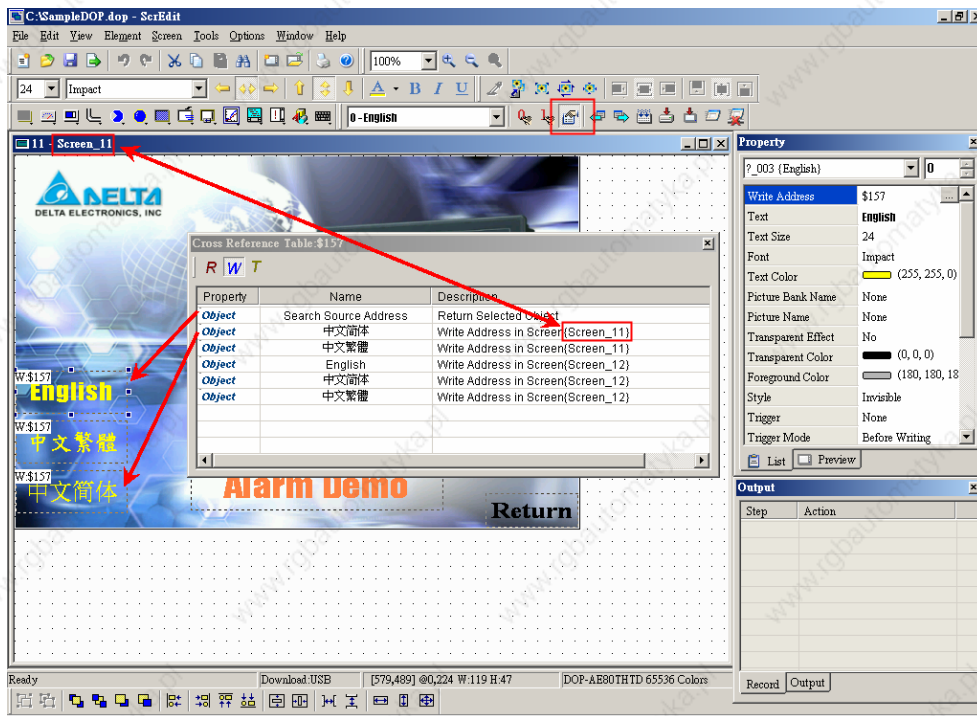 C:\SampleDOP.dop - ScrEdit
File Edit View Element Screen Tools Options Window Help
100%
24 Impact A B I U
0 - English
11 - Screen_11
DELTA
DELTA ELECTRONICS, INC
W:$157
English
W:$157
中文繁體
W:$157
中文简体
Alarm Demo
Return
Cross Reference Table:$157
R W T
Property Name Description
Object Search Source Address Return Selected Object
Object 中文简体 Write Address in Screen{Screen_11}
Object 中文繁體 Write Address in Screen{Screen_11}
Object English Write Address in Screen{Screen_12}
Object 中文简体 Write Address in Screen{Screen_12}
Object 中文繁體 Write Address in Screen{Screen_12}
Property
?_003 {English} 0
Write Address $157 ...
Text English
Text Size 24
Font Impact
Text Color (255, 255, 0)
Picture Bank Name None
Picture Name None
Transparent Effect No
Transparent Color (0, 0, 0)
Foreground Color (180, 180, 18
Style Invisible
Trigger None
Trigger Mode Before Writing
List Preview
Output
Step Action
Record Output
Ready Download:USB [579,489] @0,224 W:119 H:47 DOP-AE80THTD 65536 Colors
www.rgbautomatyka.pl